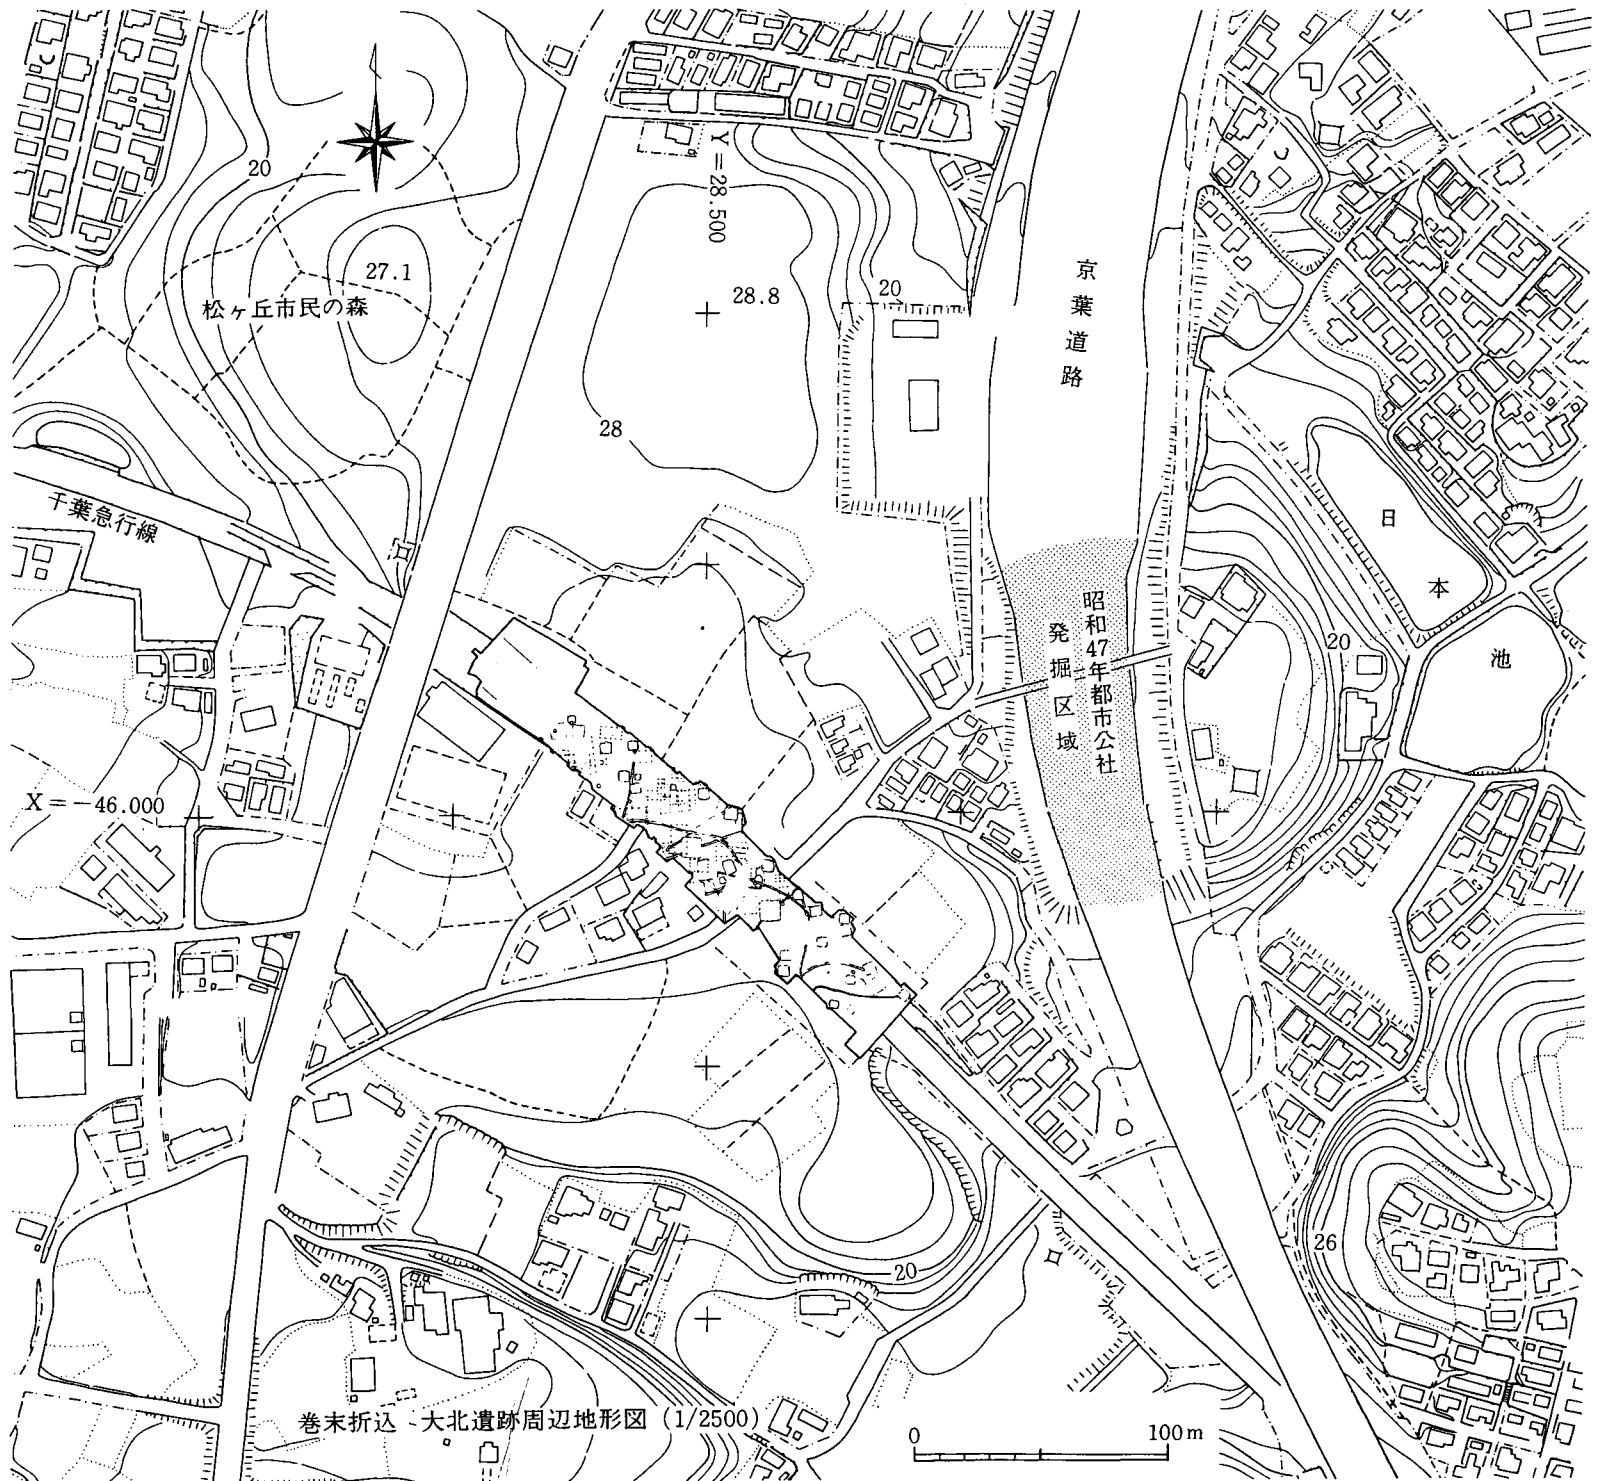 20
Y=28.500
27.1
松ヶ丘市民の森
28.8
20
京葉道路
28
千葉急行線
日本池
昭和47年都市公社
発掘区域
20
X=-46.000
26
20
巻末折込 大北遺跡周辺地形図 (1/2500)
0 100m